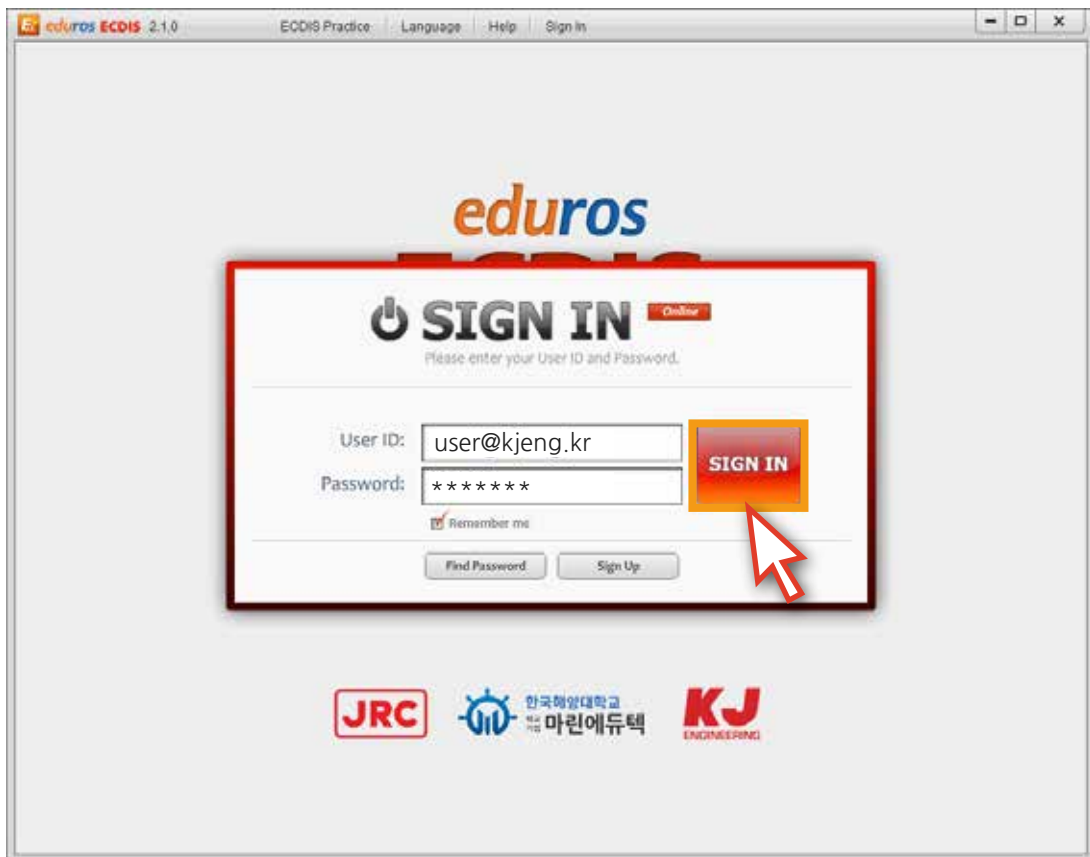 eduros ECDIS 2.1.0 ECDIS Practice Language Help Sign In
eduros
ECDIS
SIGN IN Online
Please enter your User ID and Password.
User ID: user@kjeng.kr
Password: *******
SIGN IN
Remember me
Find Password Sign Up
JRC
한국해양대학교
마린에듀텍
KJ
ENGINEERING